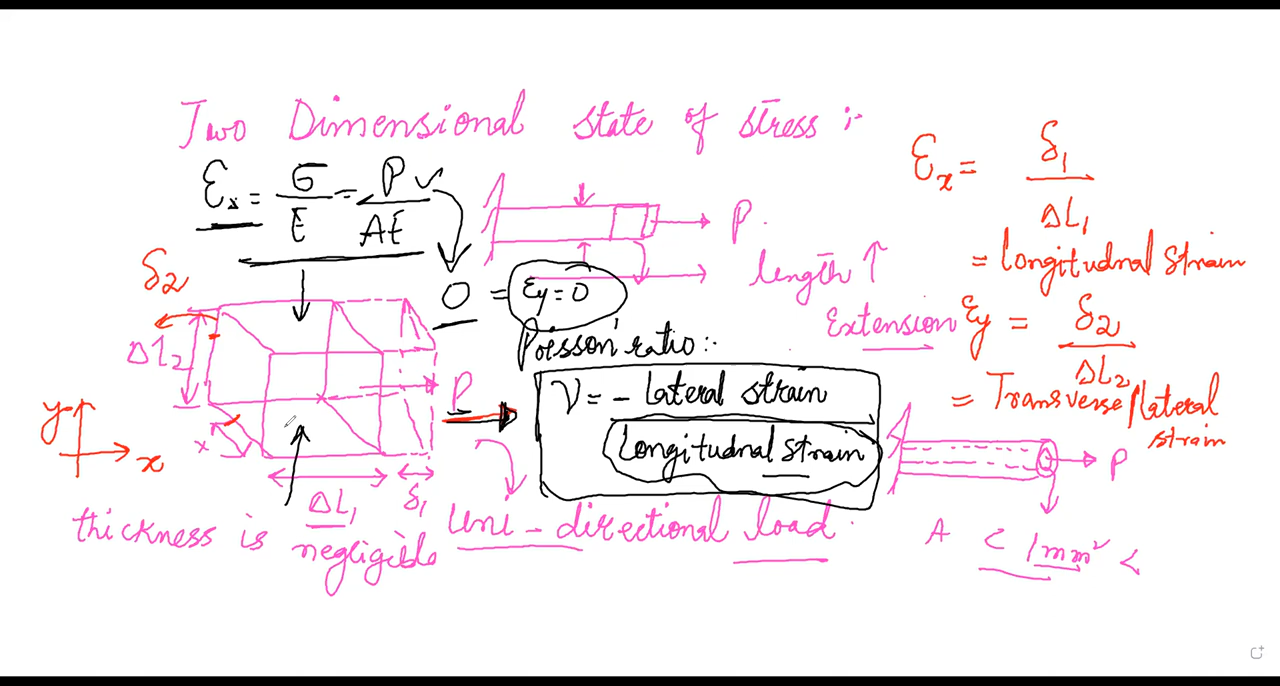 Two Dimensional state of stress :-
εx = σ/E = P/AE
εx = δ1/ΔL1
= Longitudnal strain
P
length ↑
Extension
δ2
0 = εy = 0
εy = δ2/ΔL2
= Transverse/lateral strain
ΔL2
Poisson ratio :-
P
ν = - lateral strain / longitudnal strain
y
x
x
ΔL1
δ1
P
thickness is negligible
Uni-directional load
A < 1mm² <